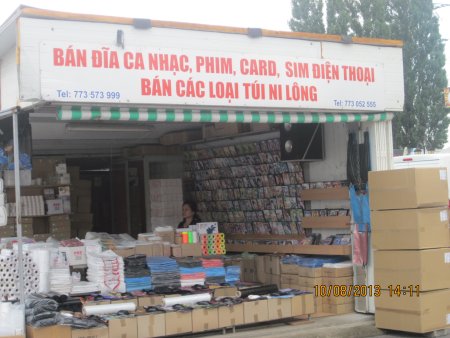 BÁN ĐĨA CA NHẠC, PHIM, CARD, SIM ĐIỆN THOẠI
BÁN CÁC LOẠI TÚI NI LÔNG
Tel: 773 573 999
Tel: 773 052 555
10/08/2013 14:11